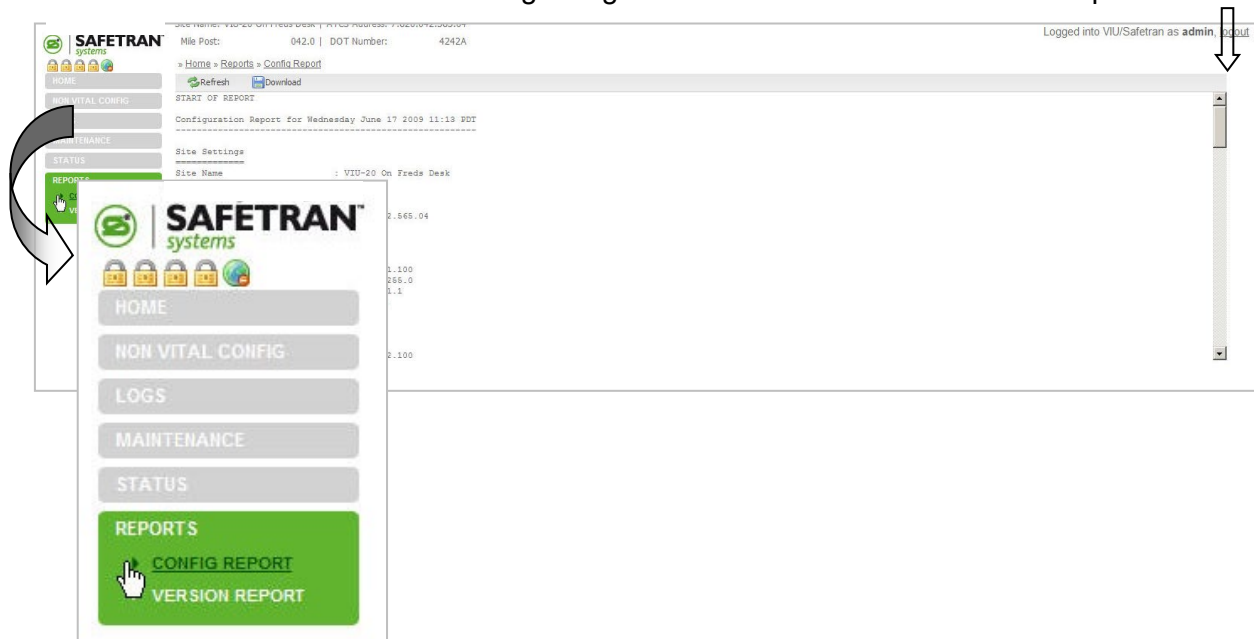 Logged into VIU/Safetran as admin, logout
SAFETRAN
systems
Mile Post: 042.0 | DOT Number: 4242A
» Home » Reports » Config Report
Refresh Download
HOME
NON VITAL CONFIG
MAINTENANCE
STATUS
REPORTS
START OF REPORT
Configuration Report for Wednesday June 17 2009 11:13 PDT
Site Settings
Site Name : VIU-20 On Freds Desk
2.565.04
1.100
255.0
1.1
2.100
SAFETRAN™
systems
HOME
NON VITAL CONFIG
LOGS
MAINTENANCE
STATUS
REPORTS
CONFIG REPORT
VERSION REPORT